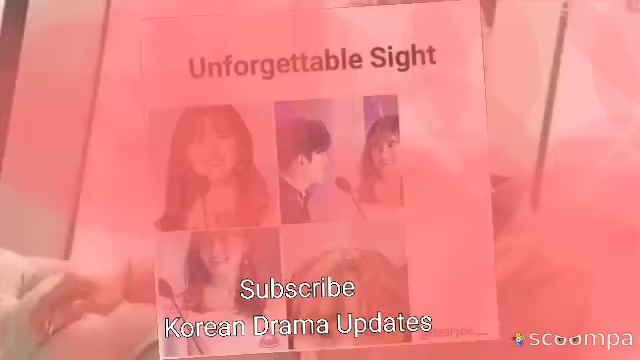 Unforgettable Sight
Subscribe
Korean Drama Updates
scoompa